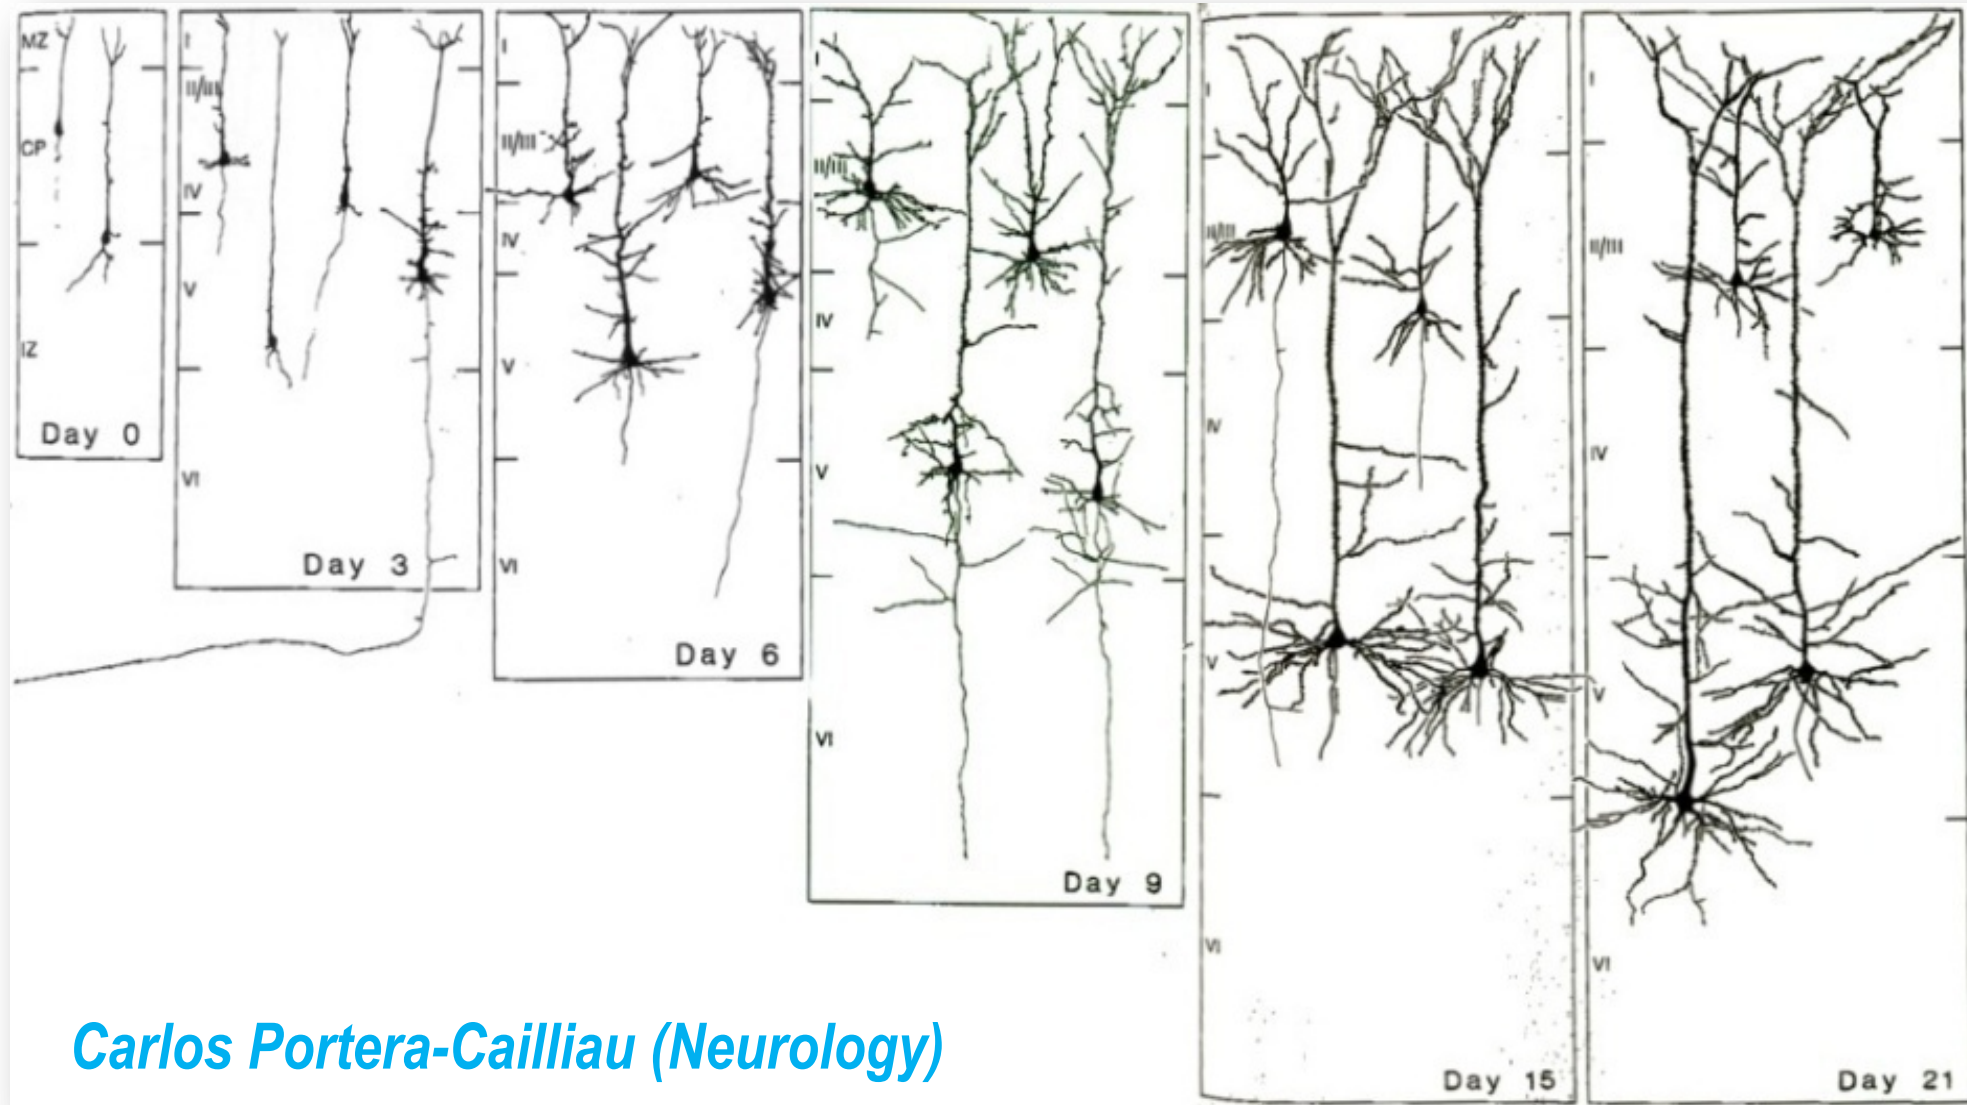 MZ
CP
IZ
Day 0
I
II/III
IV
V
VI
Day 3
I
II/III
IV
V
VI
Day 6
I
II/III
IV
V
VI
Day 9
I
II/III
IV
V
VI
Day 15
I
II/III
IV
V
VI
Day 21
Carlos Portera-Cailliau (Neurology)